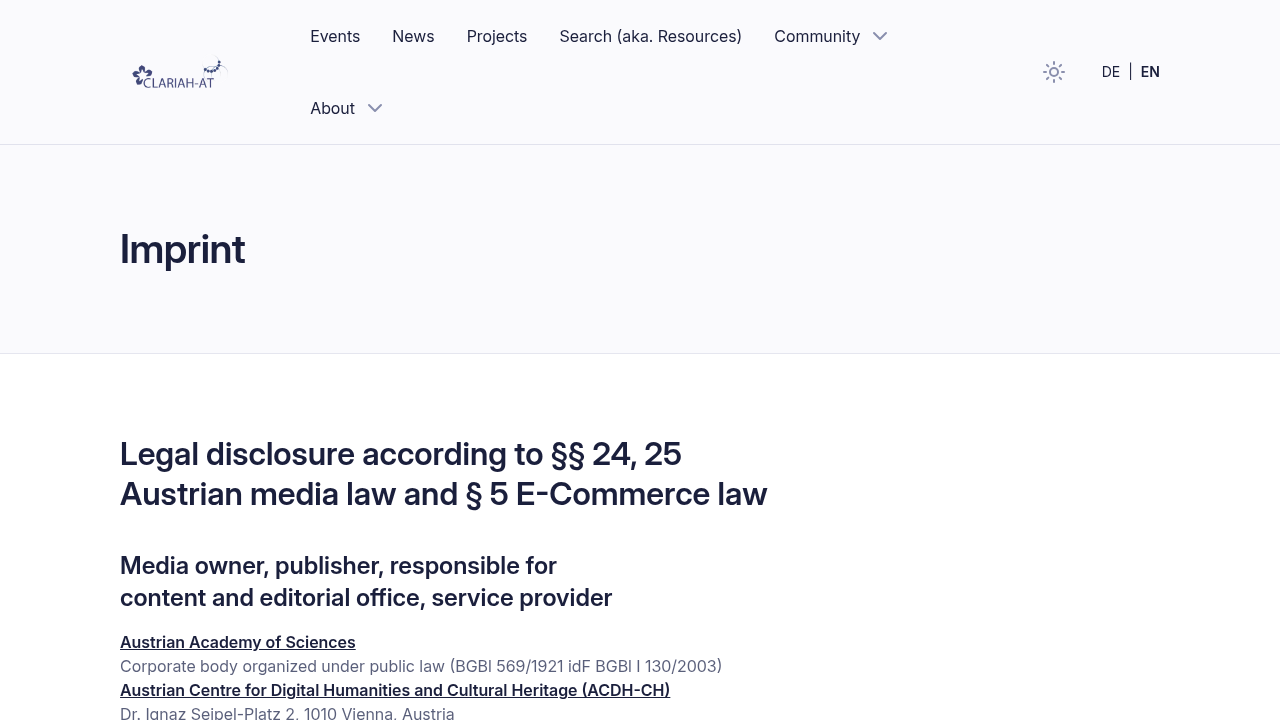 Events News Projects Search (aka. Resources) Community
CLARIAH-AT
DE | EN
About
Imprint
Legal disclosure according to §§ 24, 25
Austrian media law and § 5 E-Commerce law
Media owner, publisher, responsible for
content and editorial office, service provider
Austrian Academy of Sciences
Corporate body organized under public law (BGBl 569/1921 idF BGBl I 130/2003)
Austrian Centre for Digital Humanities and Cultural Heritage (ACDH-CH)
Dr. Ignaz Seipel-Platz 2, 1010 Vienna, Austria